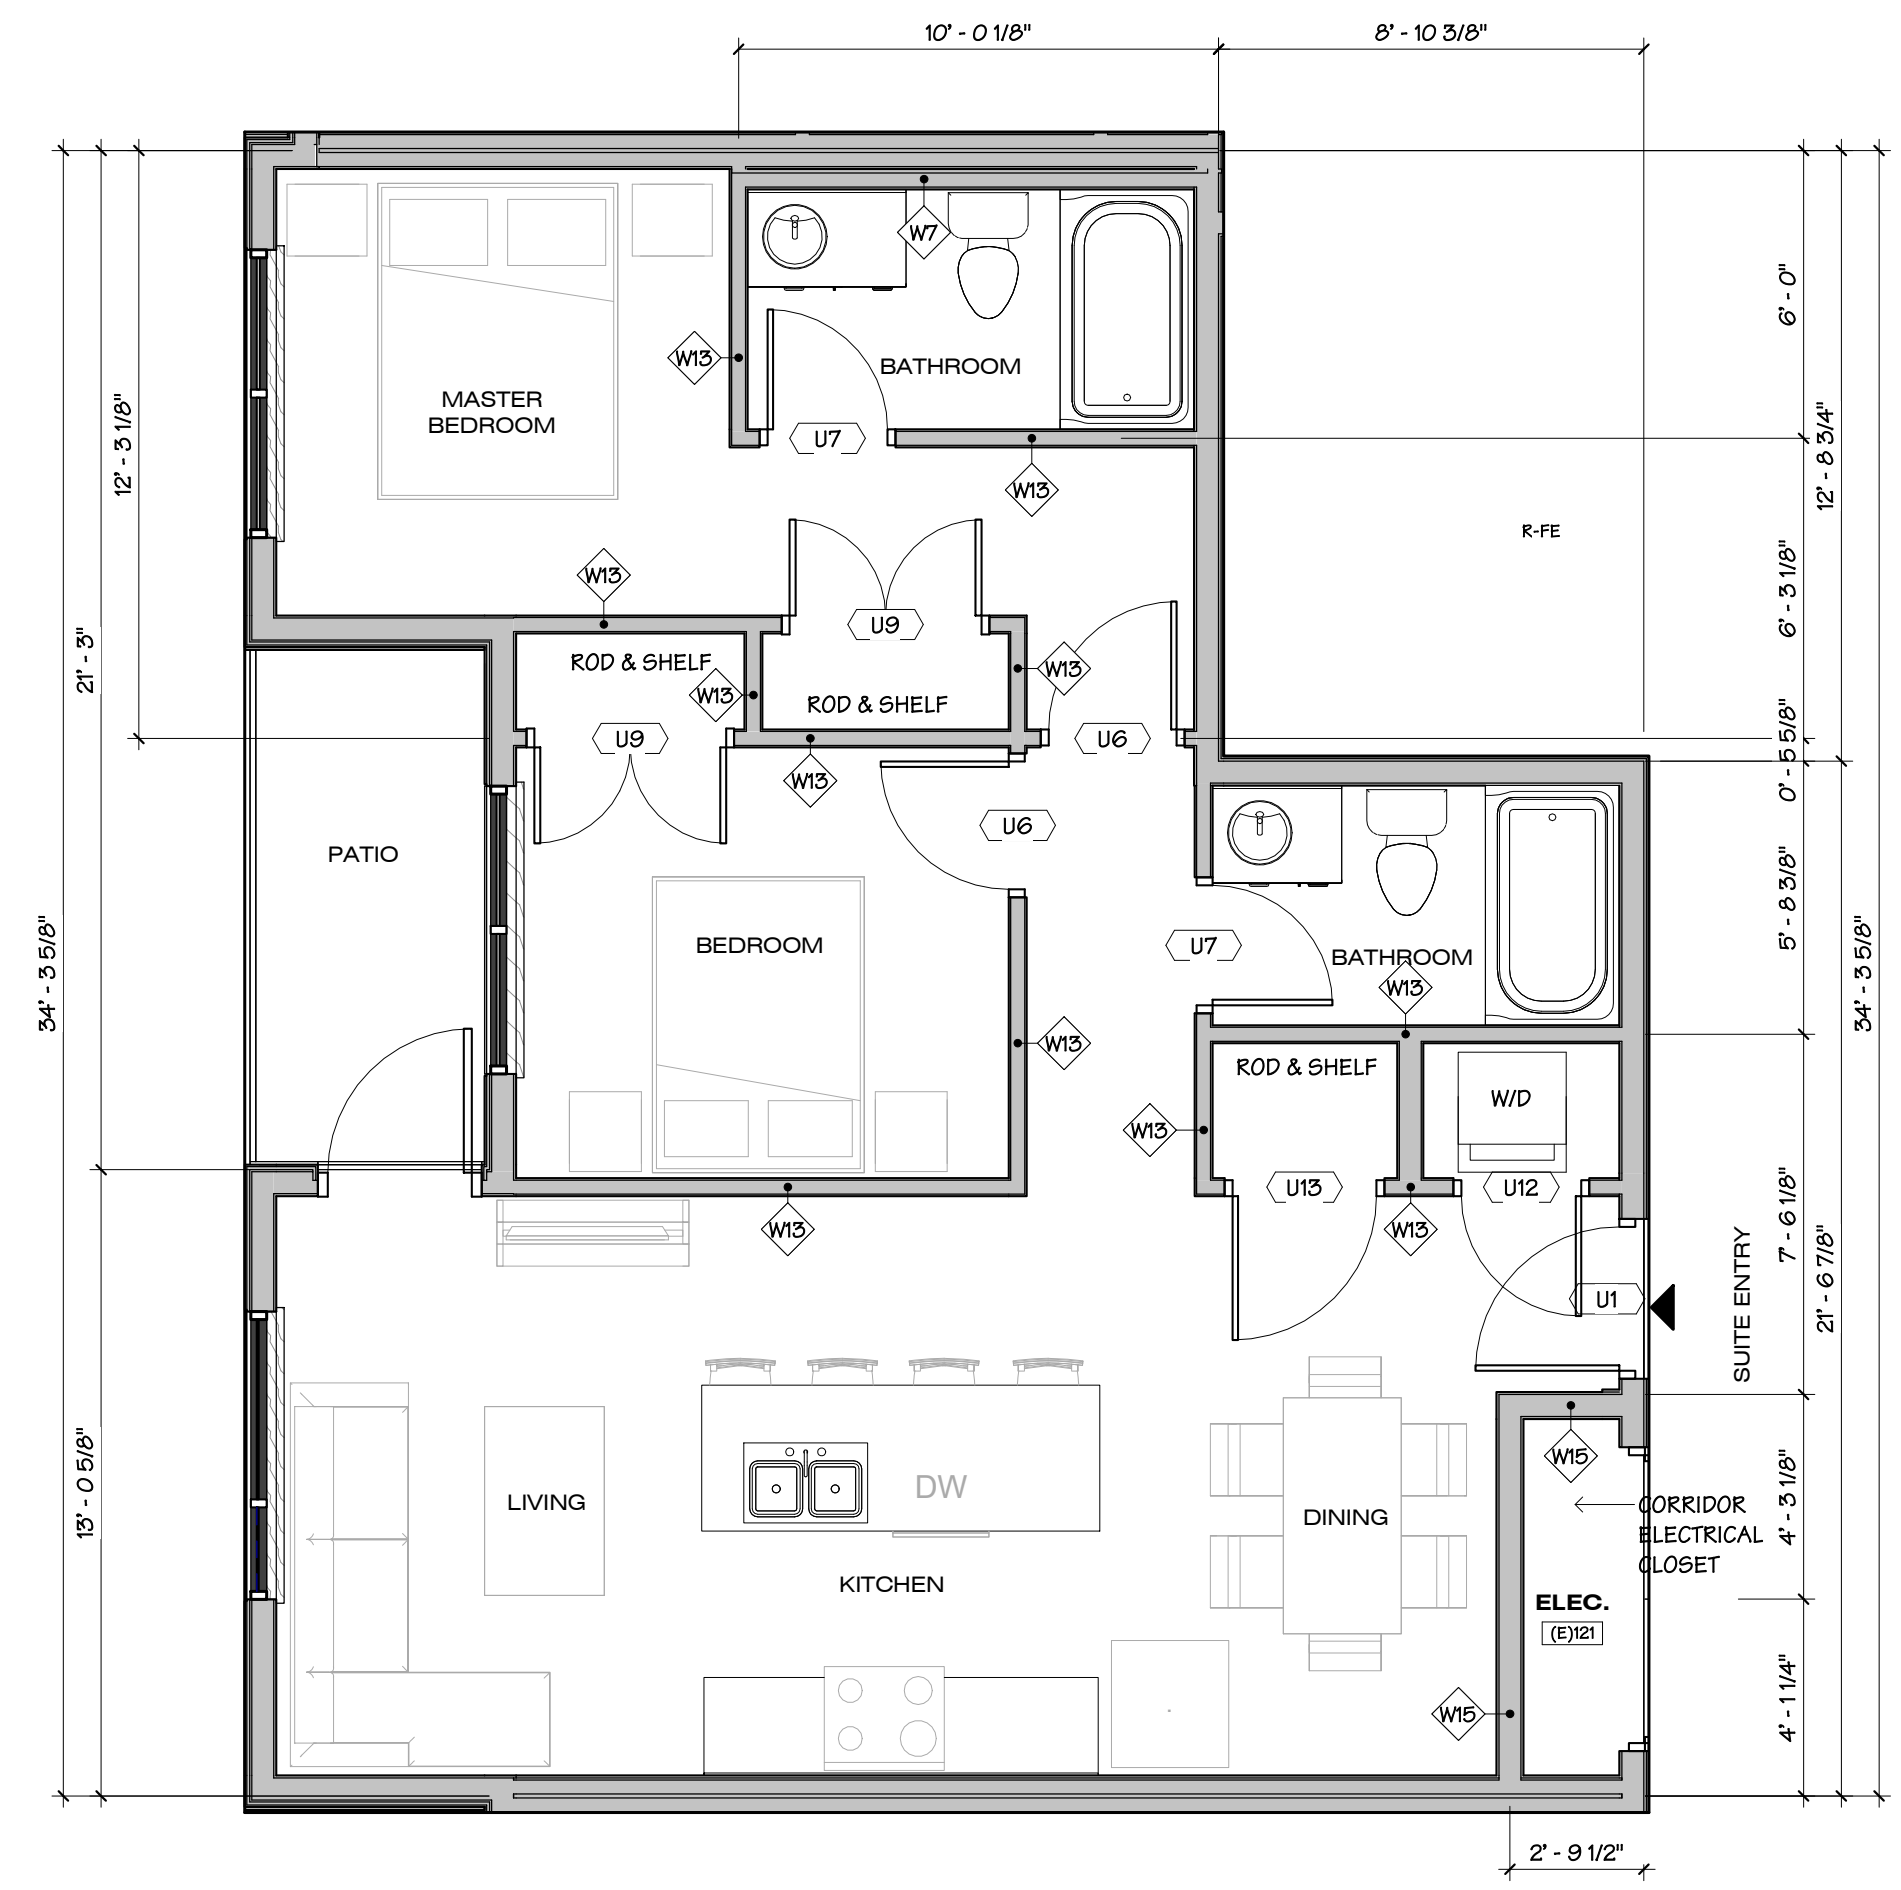 10' - 0 1/8"
8' - 10 3/8"
W7
6' - 0"
W13
BATHROOM
MASTER
BEDROOM
12' - 3 1/8"
12' - 8 3/4"
U7
W13
R-FE
W13
6' - 3 1/8"
U9
21' - 3"
ROD & SHELF
W13
W13
ROD & SHELF
U9
U6
0' - 5 5/8"
W13
U6
PATIO
5' - 8 3/8"
BEDROOM
U7
BATHROOM
34' - 3 5/8"
34' - 3 5/8"
W13
W13
ROD & SHELF
W/D
W13
U13
U12
7' - 6 1/8"
W13
W13
U1
SUITE ENTRY
21' - 6 7/8"
13' - 0 5/8"
W15
DW
LIVING
DINING
CORRIDOR
ELECTRICAL
CLOSET
4' - 3 1/8"
KITCHEN
ELEC.
(E)121
W15
4' - 1 1/4"
2' - 9 1/2"